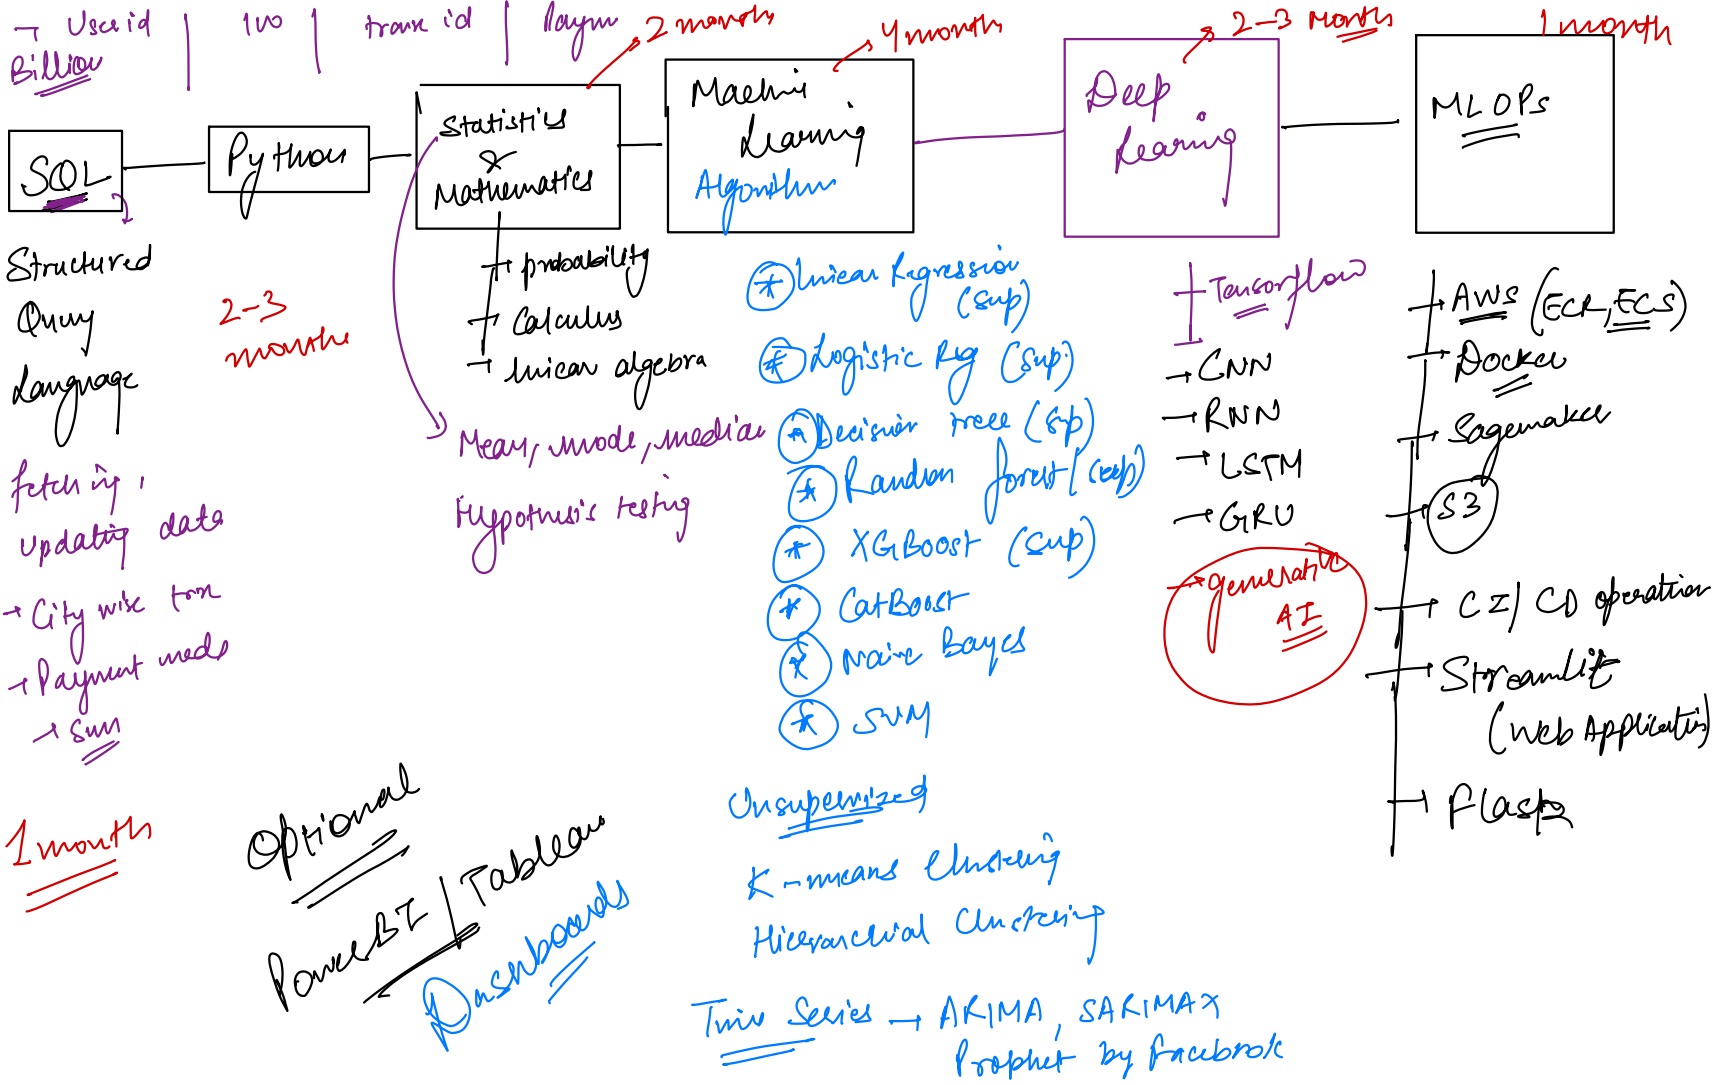 → User id | 100 | trans id | Paym
Billion
2 months
4 months
2-3 Months
1 month
SQL
Python
Statistics
&
Mathematics
Machine
Learning
Algorithm
Deep
Learning
MLOPs
Structured
Query
Language
fetching,
updating data
→ City wise trnx
→ Payment mode
→ Sum
1 month
2-3
months
probability
Calculus
linear algebra
Mean, mode, median
Hypothesis testing
* Linear Regression
(Sup)
* Logistic Reg (Sup)
* Decision tree (Sup)
* Random forest (Sup)
* XGBoost (Sup)
* CatBoost
* Naive Bayes
* SVM
Unsupervized
K-means Clustering
Hierarchial Clustering
Time Series → ARIMA, SARIMAX
Prophet by Facebook
Tensorflow
→ CNN
→ RNN
→ LSTM
→ GRU
→ generative
AI
AWS (ECR, ECS)
Docker
Sagemaker
S3
CI/CD operation
Streamlit
(Web Application)
Flask
Optional
PowerBI / Tableau
Dashboards